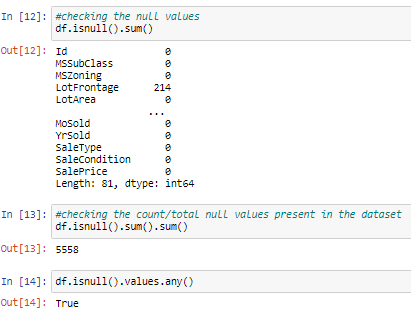 In [12]: #checking the null values
df.isnull().sum()
Out[12]: Id 0
MSSubClass 0
MSZoning 0
LotFrontage 214
LotArea 0
...
MoSold 0
YrSold 0
SaleType 0
SaleCondition 0
SalePrice 0
Length: 81, dtype: int64
In [13]: #checking the count/total null values present in the dataset
df.isnull().sum().sum()
Out[13]: 5558
In [14]: df.isnull().values.any()
Out[14]: True